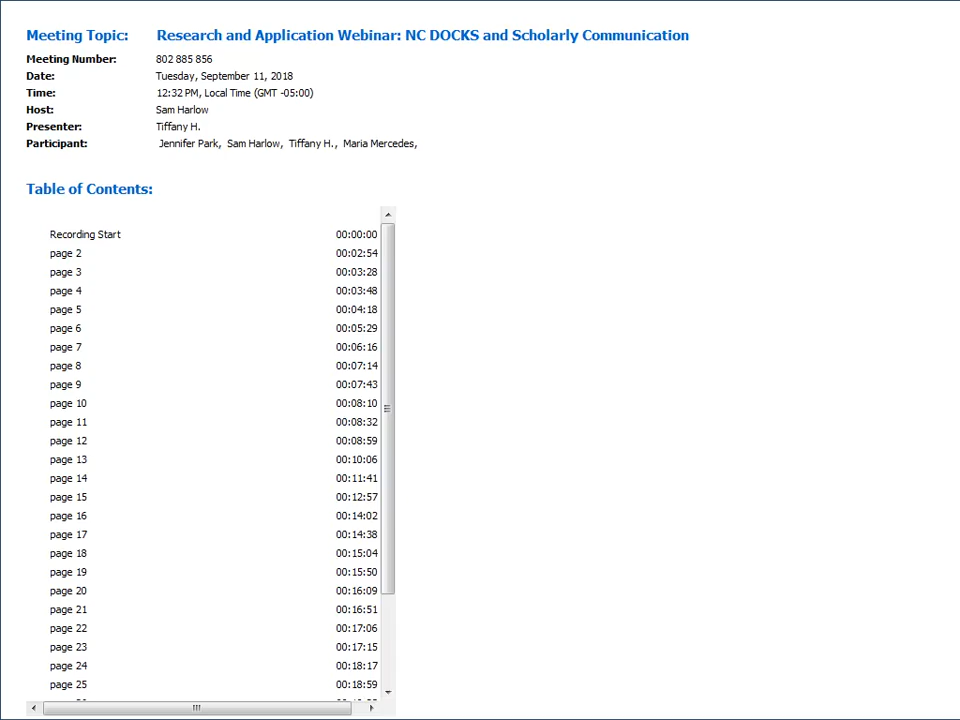 Meeting Topic: Research and Application Webinar: NC DOCKS and Scholarly Communication
Meeting Number: 802 885 856
Date: Tuesday, September 11, 2018
Time: 12:32 PM, Local Time (GMT -05:00)
Host: Sam Harlow
Presenter: Tiffany H.
Participant: Jennifer Park, Sam Harlow, Tiffany H., Maria Mercedes,
Table of Contents:
Recording Start 00:00:00
page 2 00:02:54
page 3 00:03:28
page 4 00:03:48
page 5 00:04:18
page 6 00:05:29
page 7 00:06:16
page 8 00:07:14
page 9 00:07:43
page 10 00:08:10
page 11 00:08:32
page 12 00:08:59
page 13 00:10:06
page 14 00:11:41
page 15 00:12:57
page 16 00:14:02
page 17 00:14:38
page 18 00:15:04
page 19 00:15:50
page 20 00:16:09
page 21 00:16:51
page 22 00:17:06
page 23 00:17:15
page 24 00:18:17
page 25 00:18:59